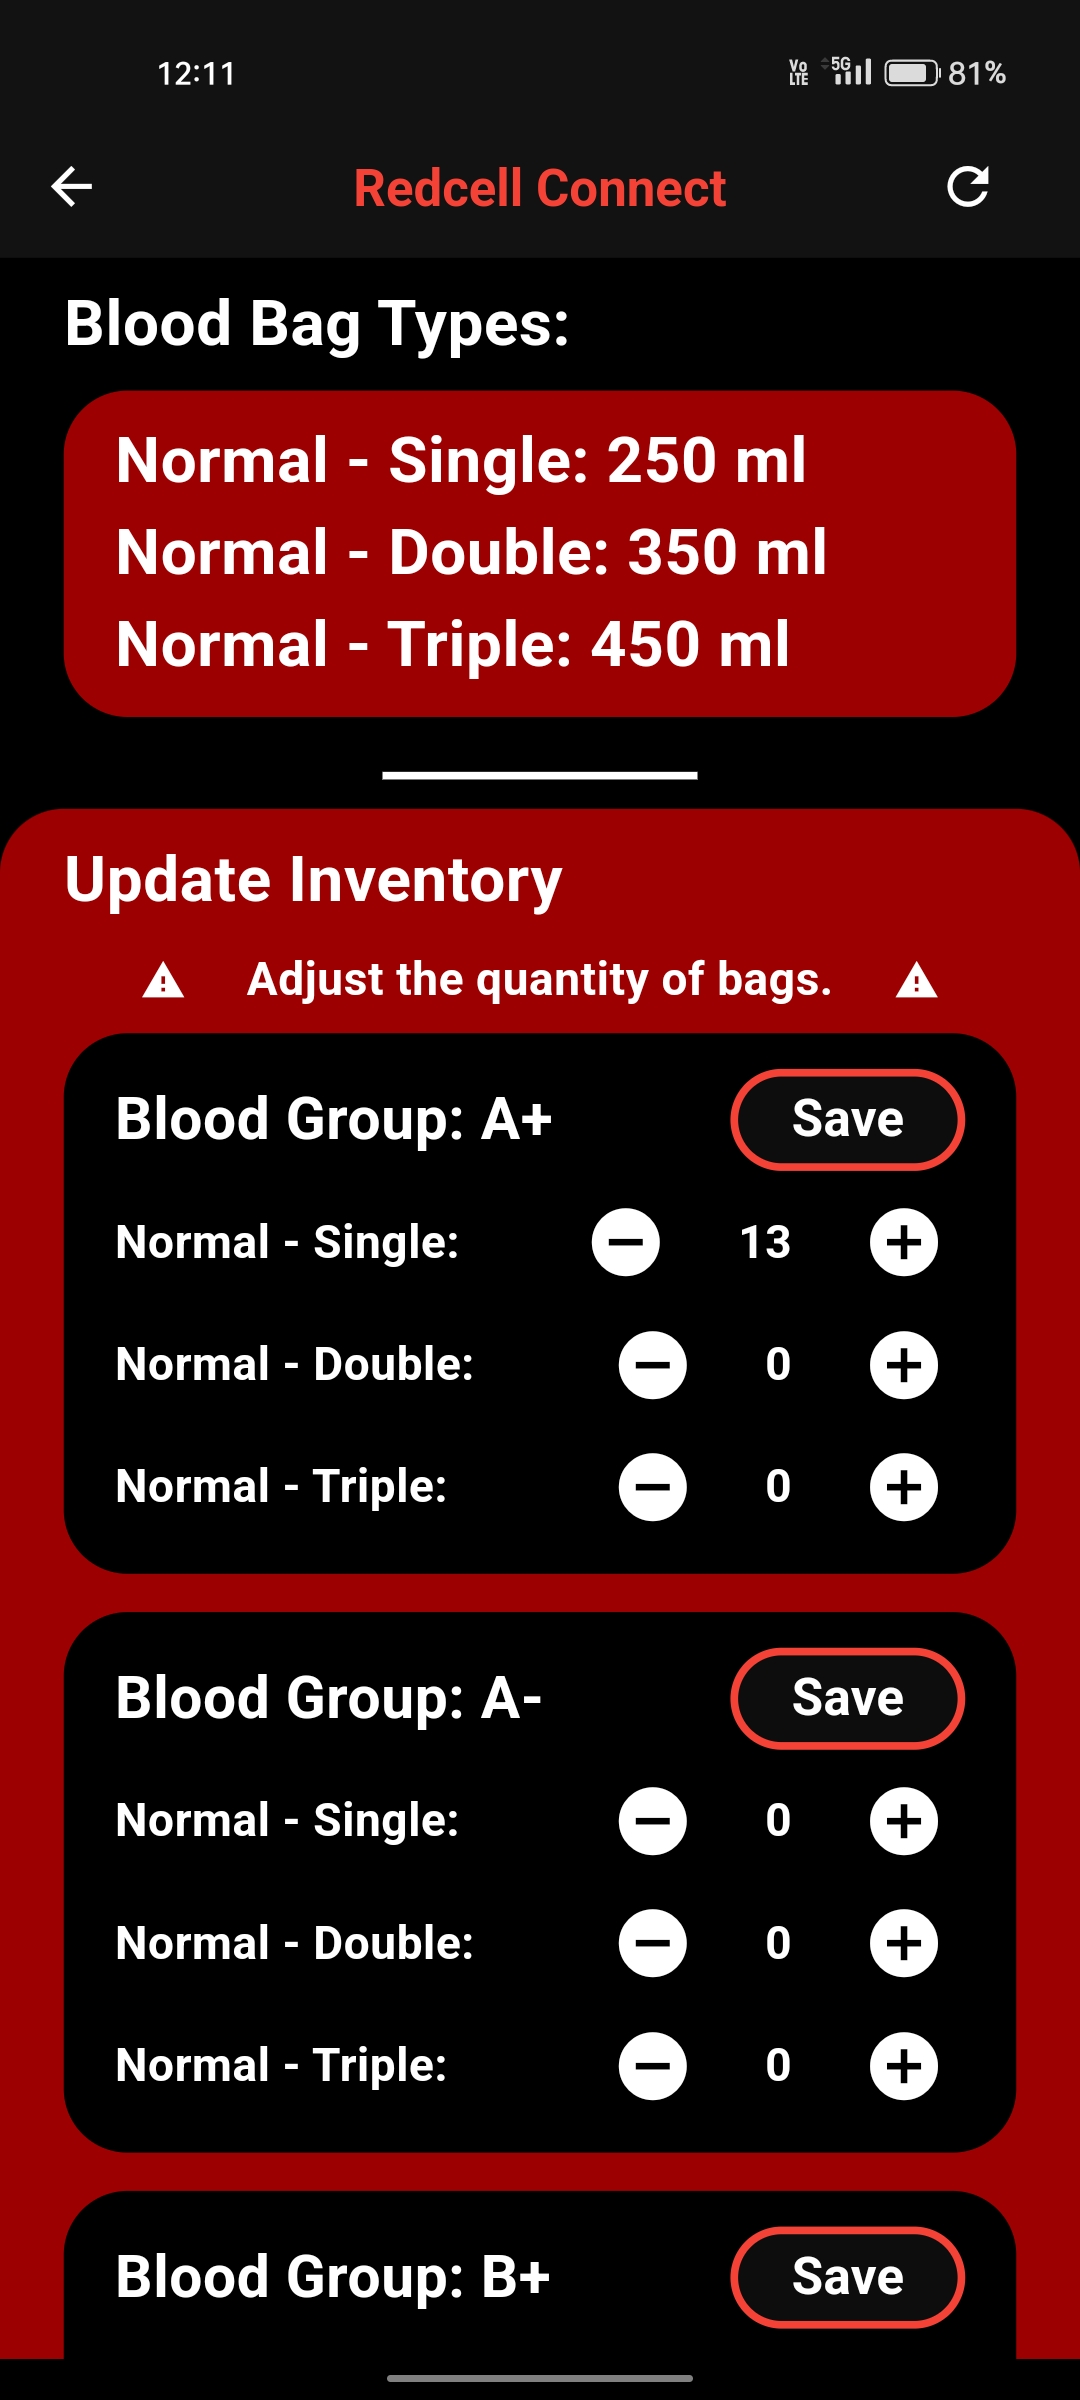 12:11 Vo LTE 5G 81%
Redcell Connect
Blood Bag Types:
Normal - Single: 250 ml
Normal - Double: 350 ml
Normal - Triple: 450 ml
Update Inventory
Adjust the quantity of bags.
Blood Group: A+ Save
Normal - Single: 13
Normal - Double: 0
Normal - Triple: 0
Blood Group: A- Save
Normal - Single: 0
Normal - Double: 0
Normal - Triple: 0
Blood Group: B+ Save